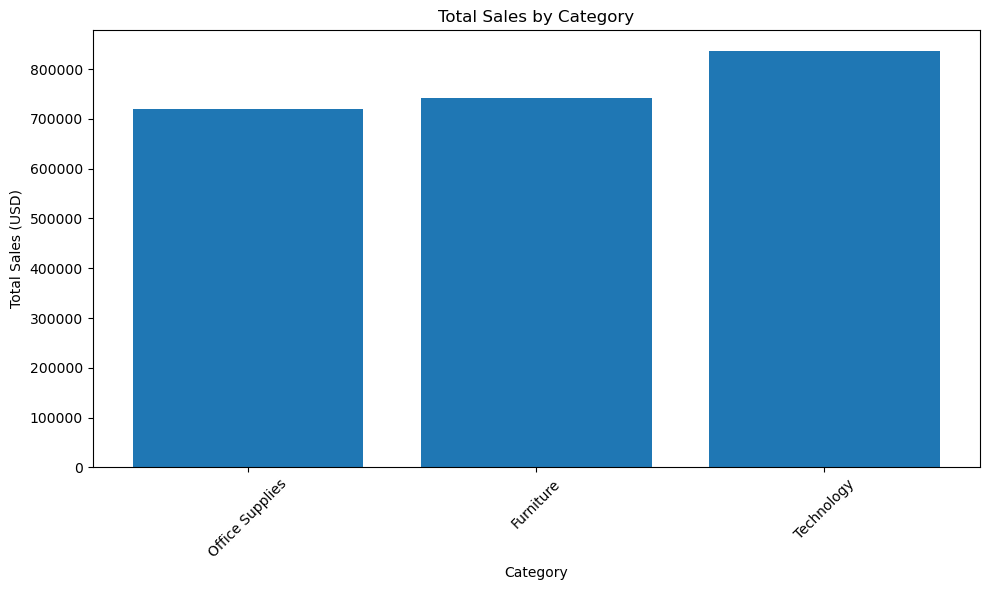 Total Sales by Category
Total Sales (USD)
800000
700000
600000
500000
400000
300000
200000
100000
0
Office Supplies
Furniture
Technology
Category